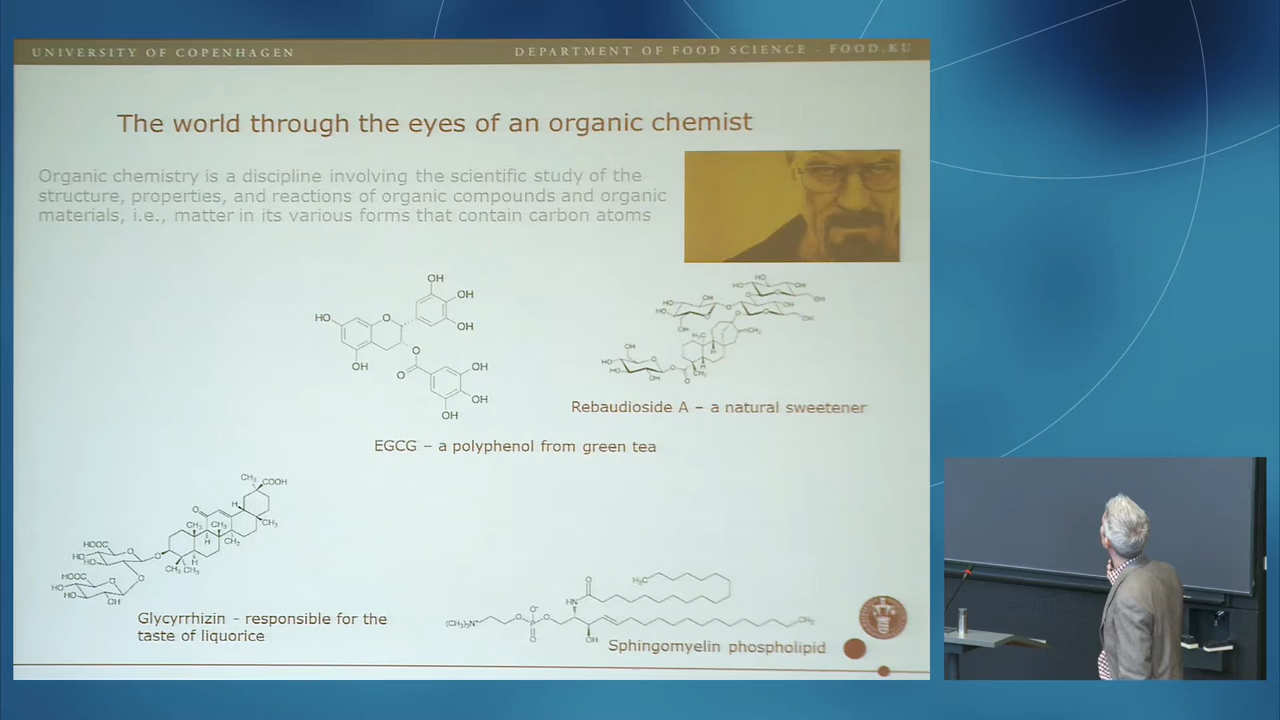 UNIVERSITY OF COPENHAGEN
DEPARTMENT OF FOOD SCIENCE - FOOD.KU
The world through the eyes of an organic chemist
Organic chemistry is a discipline involving the scientific study of the
structure, properties, and reactions of organic compounds and organic
materials, i.e., matter in its various forms that contain carbon atoms
OH
OH
HO
O
OH
O
OH
O
OH
OH
OH
Rebaudioside A – a natural sweetener
EGCG – a polyphenol from green tea
Glycyrrhizin - responsible for the
taste of liquorice
Sphingomyelin phospholipid